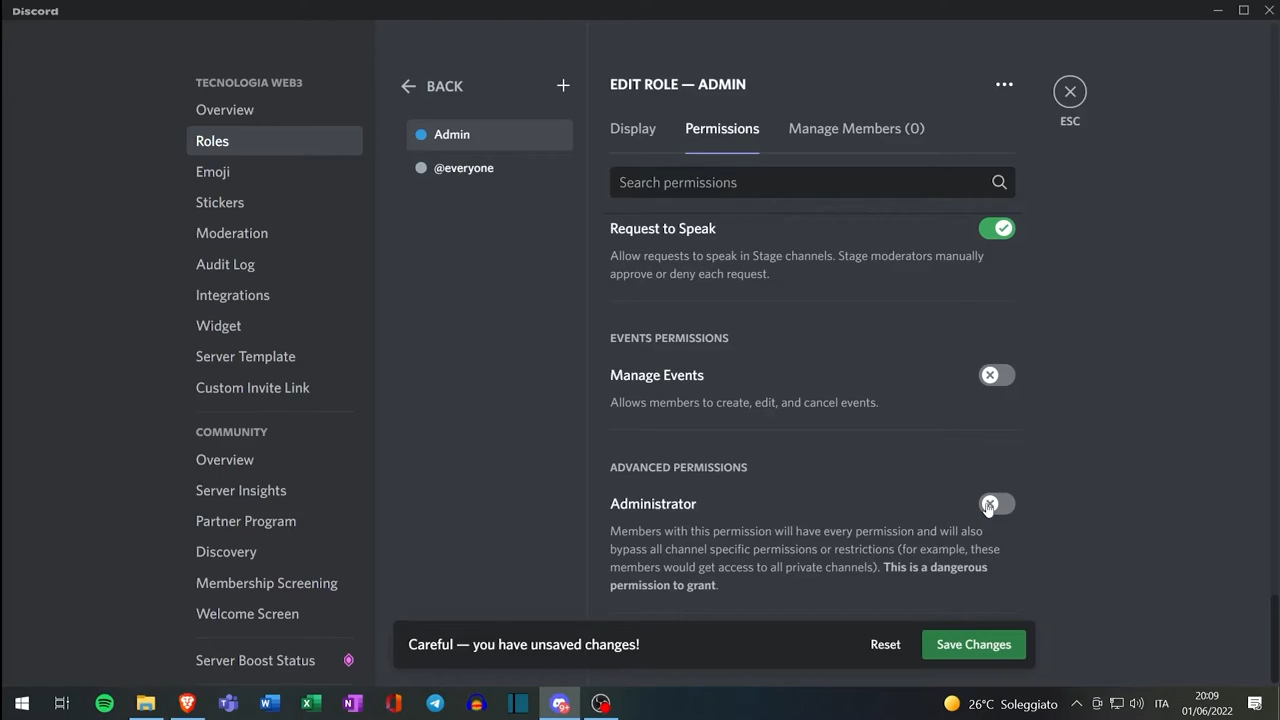 Discord
TECNOLOGIA WEB3
Overview
Roles
Emoji
Stickers
Moderation
Audit Log
Integrations
Widget
Server Template
Custom Invite Link
COMMUNITY
Overview
Server Insights
Partner Program
Discovery
Membership Screening
Welcome Screen
Server Boost Status
BACK
Admin
@everyone
EDIT ROLE — ADMIN
ESC
Display
Permissions
Manage Members (0)
Search permissions
Request to Speak
Allow requests to speak in Stage channels. Stage moderators manually
approve or deny each request.
EVENTS PERMISSIONS
Manage Events
Allows members to create, edit, and cancel events.
ADVANCED PERMISSIONS
Administrator
Members with this permission will have every permission and will also
bypass all channel specific permissions or restrictions (for example, these
members would get access to all private channels). This is a dangerous
permission to grant.
Careful — you have unsaved changes!
Reset
Save Changes
9+
26°C Soleggiato
ITA
20:09
01/06/2022